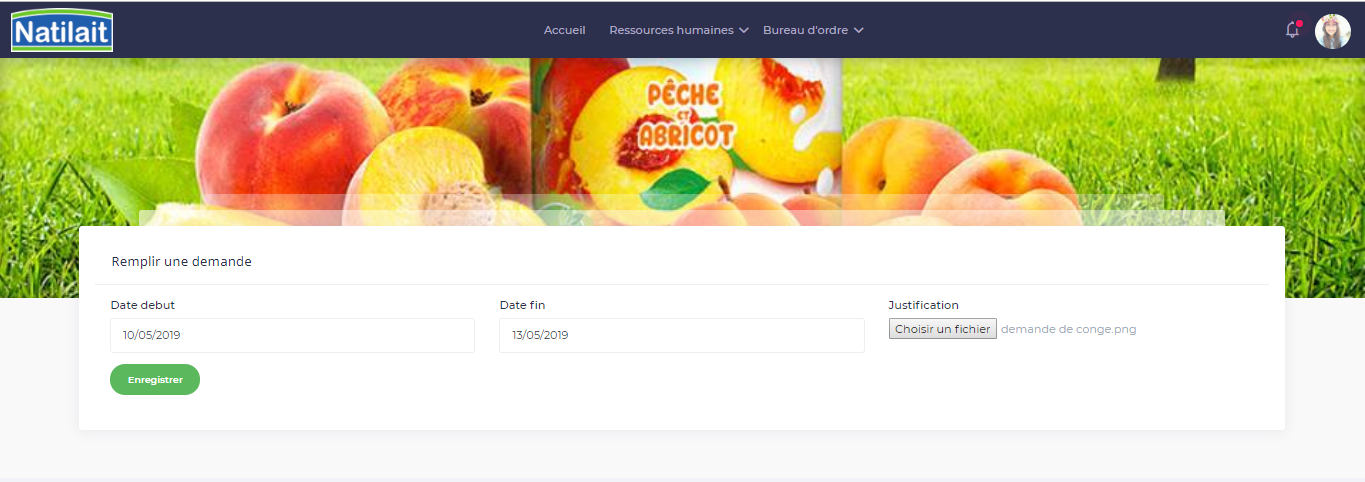 Natilait
Accueil Ressources humaines Bureau d'ordre
PÊCHE
ET
ABRICOT
Remplir une demande
Date debut Date fin Justification
10/05/2019 13/05/2019 Choisir un fichier demande de conge.png
Enregistrer